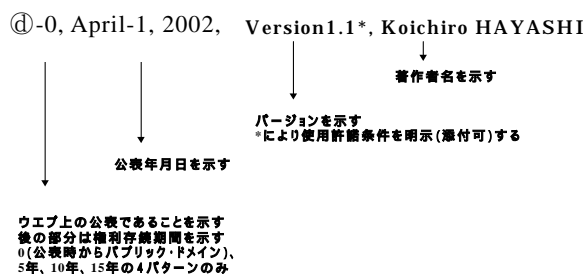 ⓓ-0, April-1, 2002, Version1.1*, Koichiro HAYASHI
著作者名を示す
バージョンを示す
*により使用許諾条件を明示(添付可)する
公表年月日を示す
ウエブ上の公表であることを示す
後の部分は権利存続期間を示す
0(公表時からパブリック・ドメイン)、
5年、10年、15年の4パターンのみ